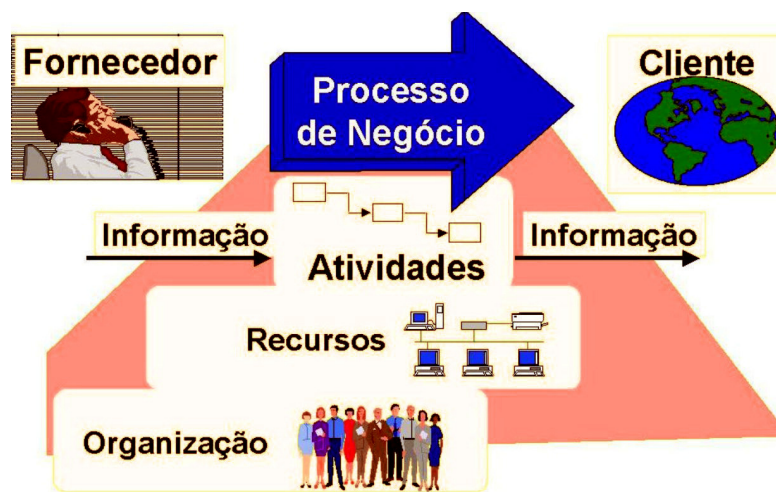 Fornecedor
Processo
de Negócio
Cliente
Informação
Atividades
Informação
Recursos
Organização